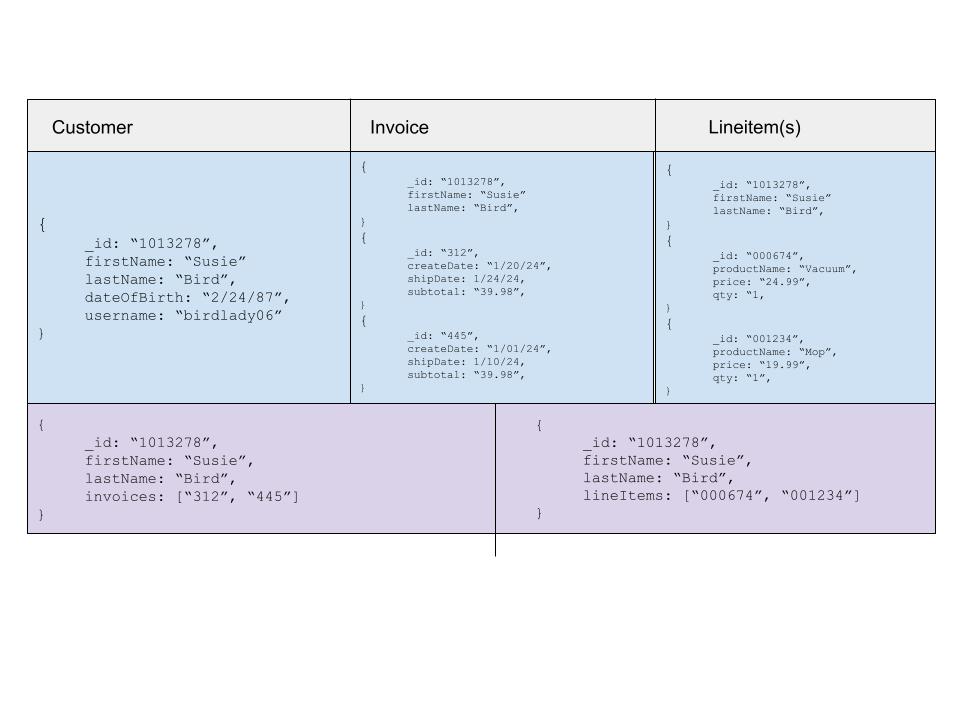 Customer
Invoice
Lineitem(s)
{
_id: “1013278”,
firstName: “Susie”
lastName: “Bird”,
dateOfBirth: “2/24/87”,
username: “birdlady06”
}
{
_id: “1013278”,
firstName: “Susie”
lastName: “Bird”,
}
{
_id: “312”,
createDate: “1/20/24”,
shipDate: 1/24/24,
subtotal: “39.98”,
}
{
_id: “445”,
createDate: “1/01/24”,
shipDate: 1/10/24,
subtotal: “39.98”,
}
{
_id: “1013278”,
firstName: “Susie”
lastName: “Bird”,
}
{
_id: “000674”,
productName: “Vacuum”,
price: “24.99”,
qty: “1,
}
{
_id: “001234”,
productName: “Mop”,
price: “19.99”,
qty: “1”,
}
{
_id: “1013278”,
firstName: “Susie”,
lastName: “Bird”,
invoices: [“312”, “445”]
}
{
_id: “1013278”,
firstName: “Susie”,
lastName: “Bird”,
lineItems: [“000674”, “001234”]
}